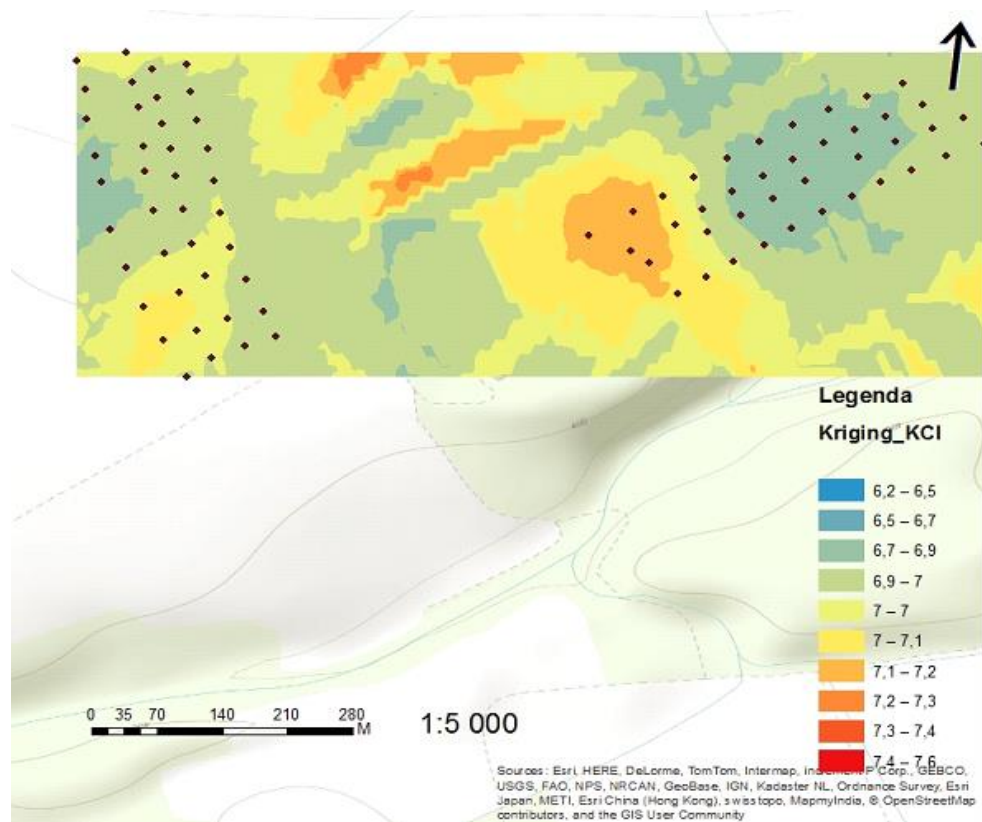 Legenda
Kriging_KCl
6,2 – 6,5
6,5 – 6,7
6,7 – 6,9
6,9 – 7
7 – 7
7 – 7,1
7,1 – 7,2
7,2 – 7,3
7,3 – 7,4
7,4 – 7,6
0 35 70 140 210 280
M
1:5 000
Sources: Esri, HERE, DeLorme, TomTom, Intermap, increment P Corp., GEBCO,
USGS, FAO, NPS, NRCAN, GeoBase, IGN, Kadaster NL, Ordnance Survey, Esri
Japan, METI, Esri China (Hong Kong), swisstopo, MapmyIndia, © OpenStreetMap
contributors, and the GIS User Community